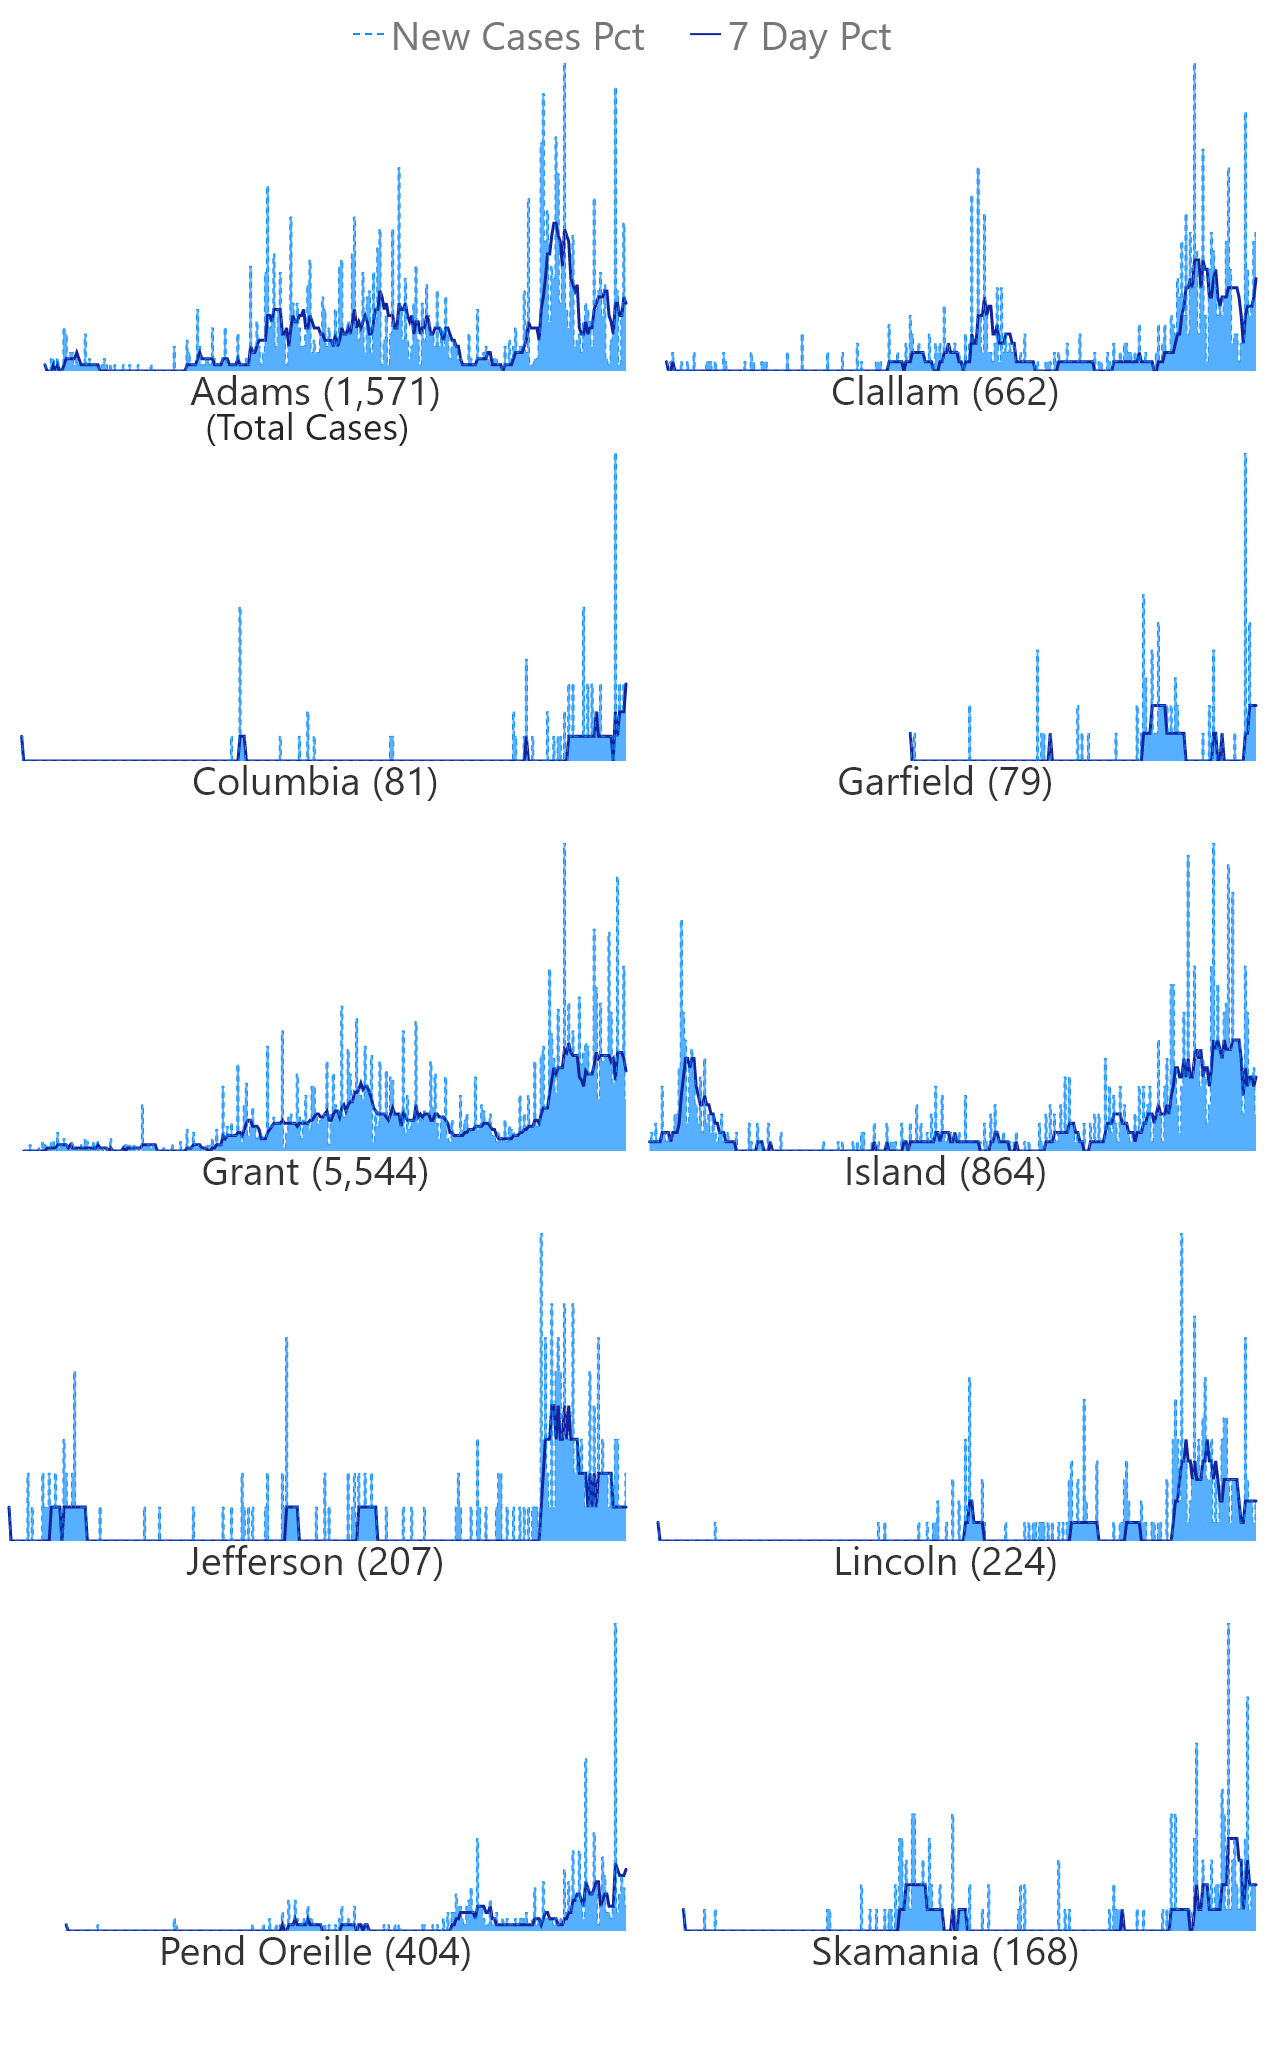 New Cases Pct 7 Day Pct
Adams (1,571) Clallam (662)
(Total Cases)
Columbia (81) Garfield (79)
Grant (5,544) Island (864)
Jefferson (207) Lincoln (224)
Pend Oreille (404) Skamania (168)